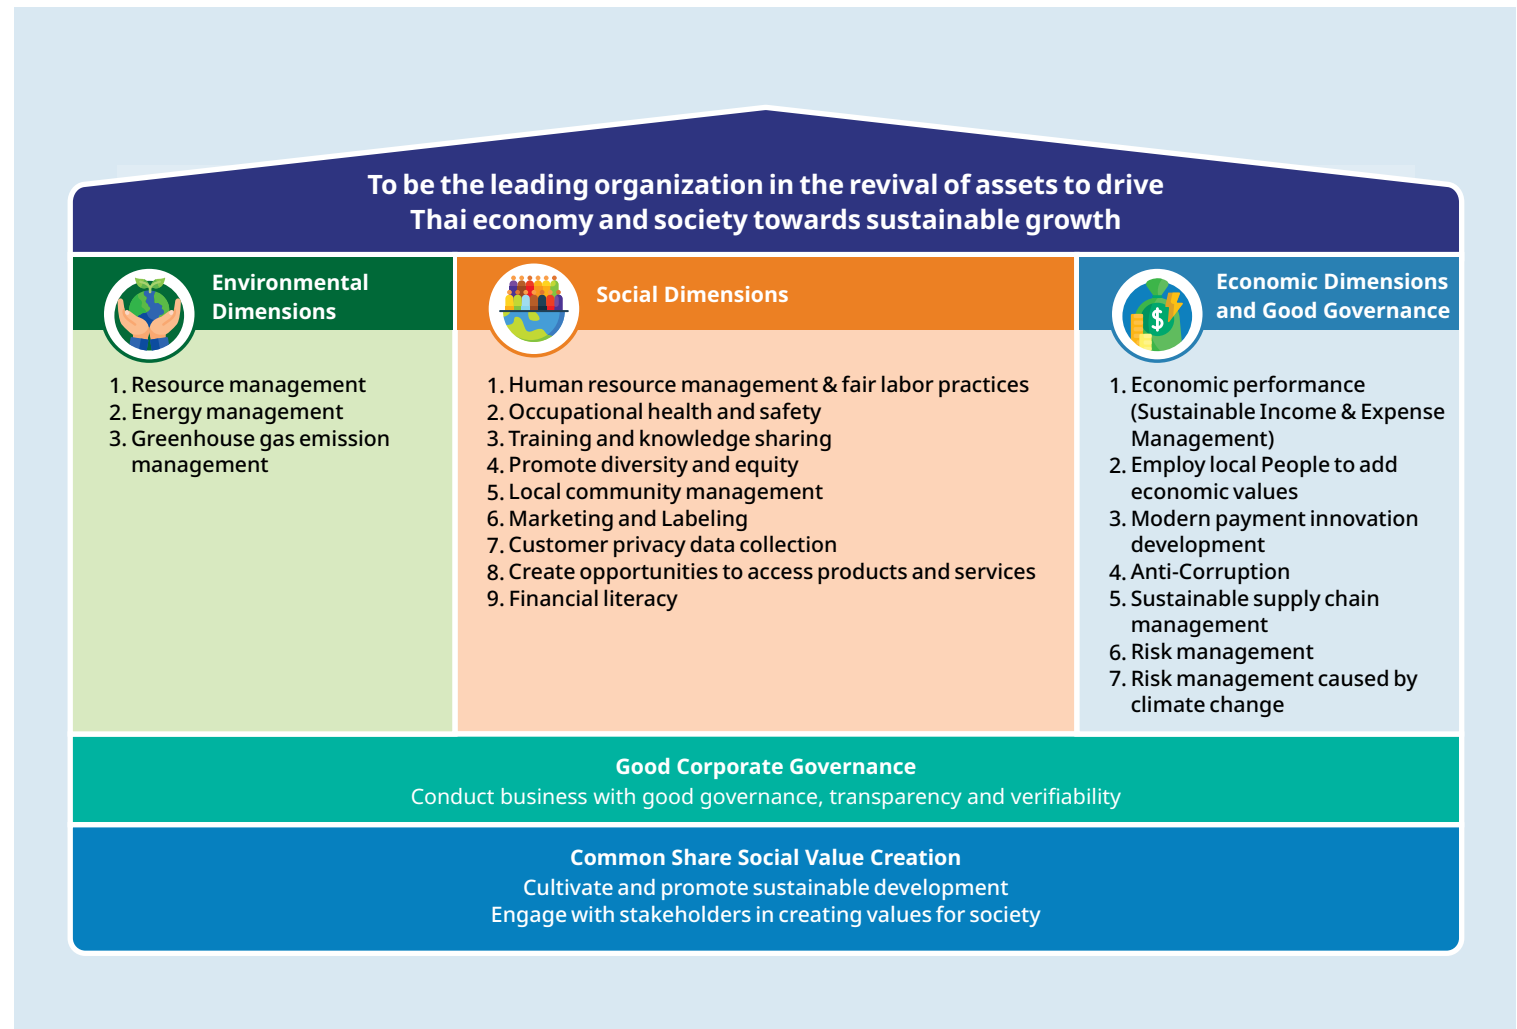 To be the leading organization in the revival of assets to drive
Thai economy and society towards sustainable growth
Environmental
Dimensions
1. Resource management
2. Energy management
3. Greenhouse gas emission
management
Social Dimensions
1. Human resource management & fair labor practices
2. Occupational health and safety
3. Training and knowledge sharing
4. Promote diversity and equity
5. Local community management
6. Marketing and Labeling
7. Customer privacy data collection
8. Create opportunities to access products and services
9. Financial literacy
Economic Dimensions
and Good Governance
$
1. Economic performance
(Sustainable Income & Expense
Management)
2. Employ local People to add
economic values
3. Modern payment innovation
development
4. Anti-Corruption
5. Sustainable supply chain
management
6. Risk management
7. Risk management caused by
climate change
Good Corporate Governance
Conduct business with good governance, transparency and verifiability
Common Share Social Value Creation
Cultivate and promote sustainable development
Engage with stakeholders in creating values for society